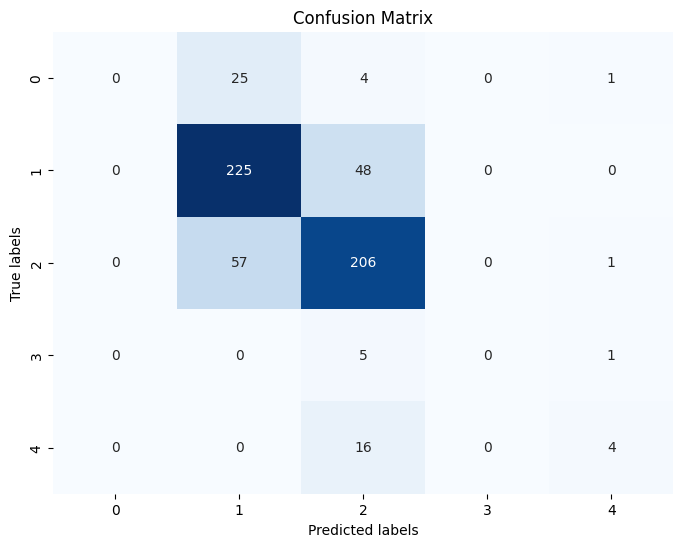 Confusion Matrix
0 0 25 4 0 1
1 0 225 48 0 0
2 0 57 206 0 1
3 0 0 5 0 1
4 0 0 16 0 4
0 1 2 3 4
True labels
Predicted labels